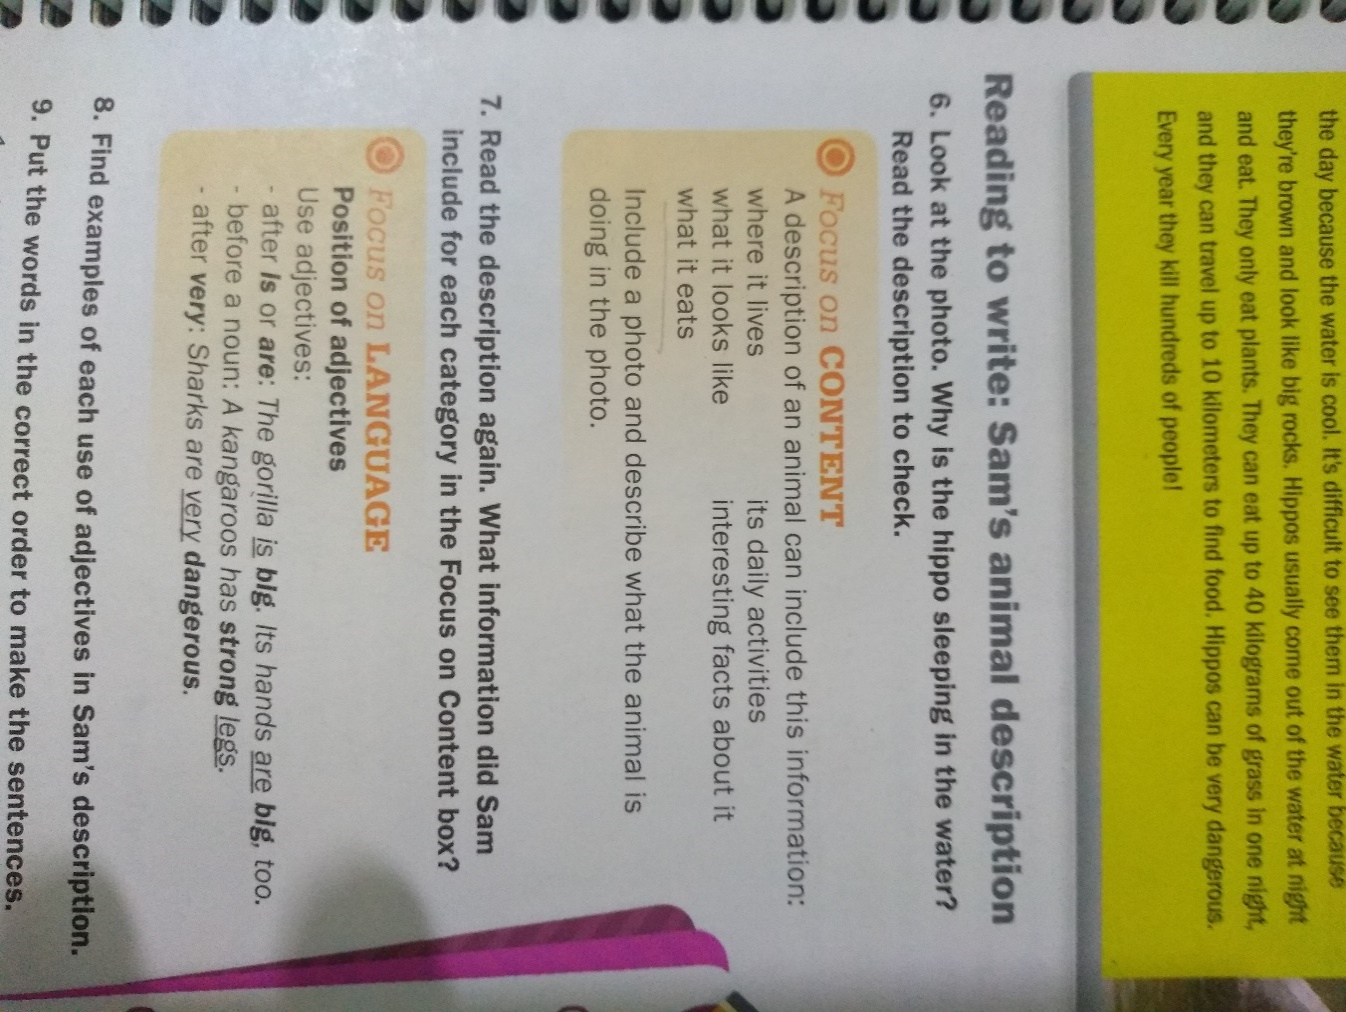 the day because the water is cool. It's difficult to see them in the water because
they're brown and look like big rocks. Hippos usually come out of the water at night
and eat. They only eat plants. They can eat up to 40 kilograms of grass in one night,
and they can travel up to 10 kilometers to find food. Hippos can be very dangerous.
Every year they kill hundreds of people!
Reading to write: Sam's animal description
6. Look at the photo. Why is the hippo sleeping in the water?
Read the description to check.
Focus on CONTENT
A description of an animal can include this information:
where it lives its daily activities
what it looks like interesting facts about it
what it eats
Include a photo and describe what the animal is
doing in the photo.
7. Read the description again. What information did Sam
include for each category in the Focus on Content box?
Focus on LANGUAGE
Position of adjectives
Use adjectives:
- after is or are: The gorilla is big. Its hands are big, too.
- before a noun: A kangaroos has strong legs.
- after very: Sharks are very dangerous.
8. Find examples of each use of adjectives in Sam's description.
9. Put the words in the correct order to make the sentences.